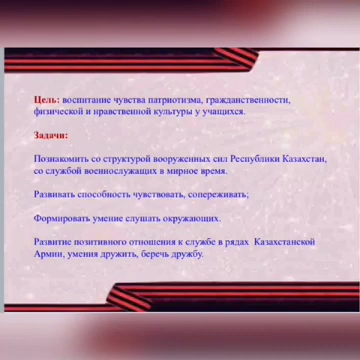 Цель: воспитание чувства патриотизма, гражданственности,
физической и нравственной культуры у учащихся.
Задачи:
Познакомить со структурой вооруженных сил Республики Казахстан,
со службой военнослужащих в мирное время.
Развивать способность чувствовать, сопереживать;
Формировать умение слушать окружающих.
Развитие позитивного отношения к службе в рядах Казахстанской
Армии, умения дружить, беречь дружбу.